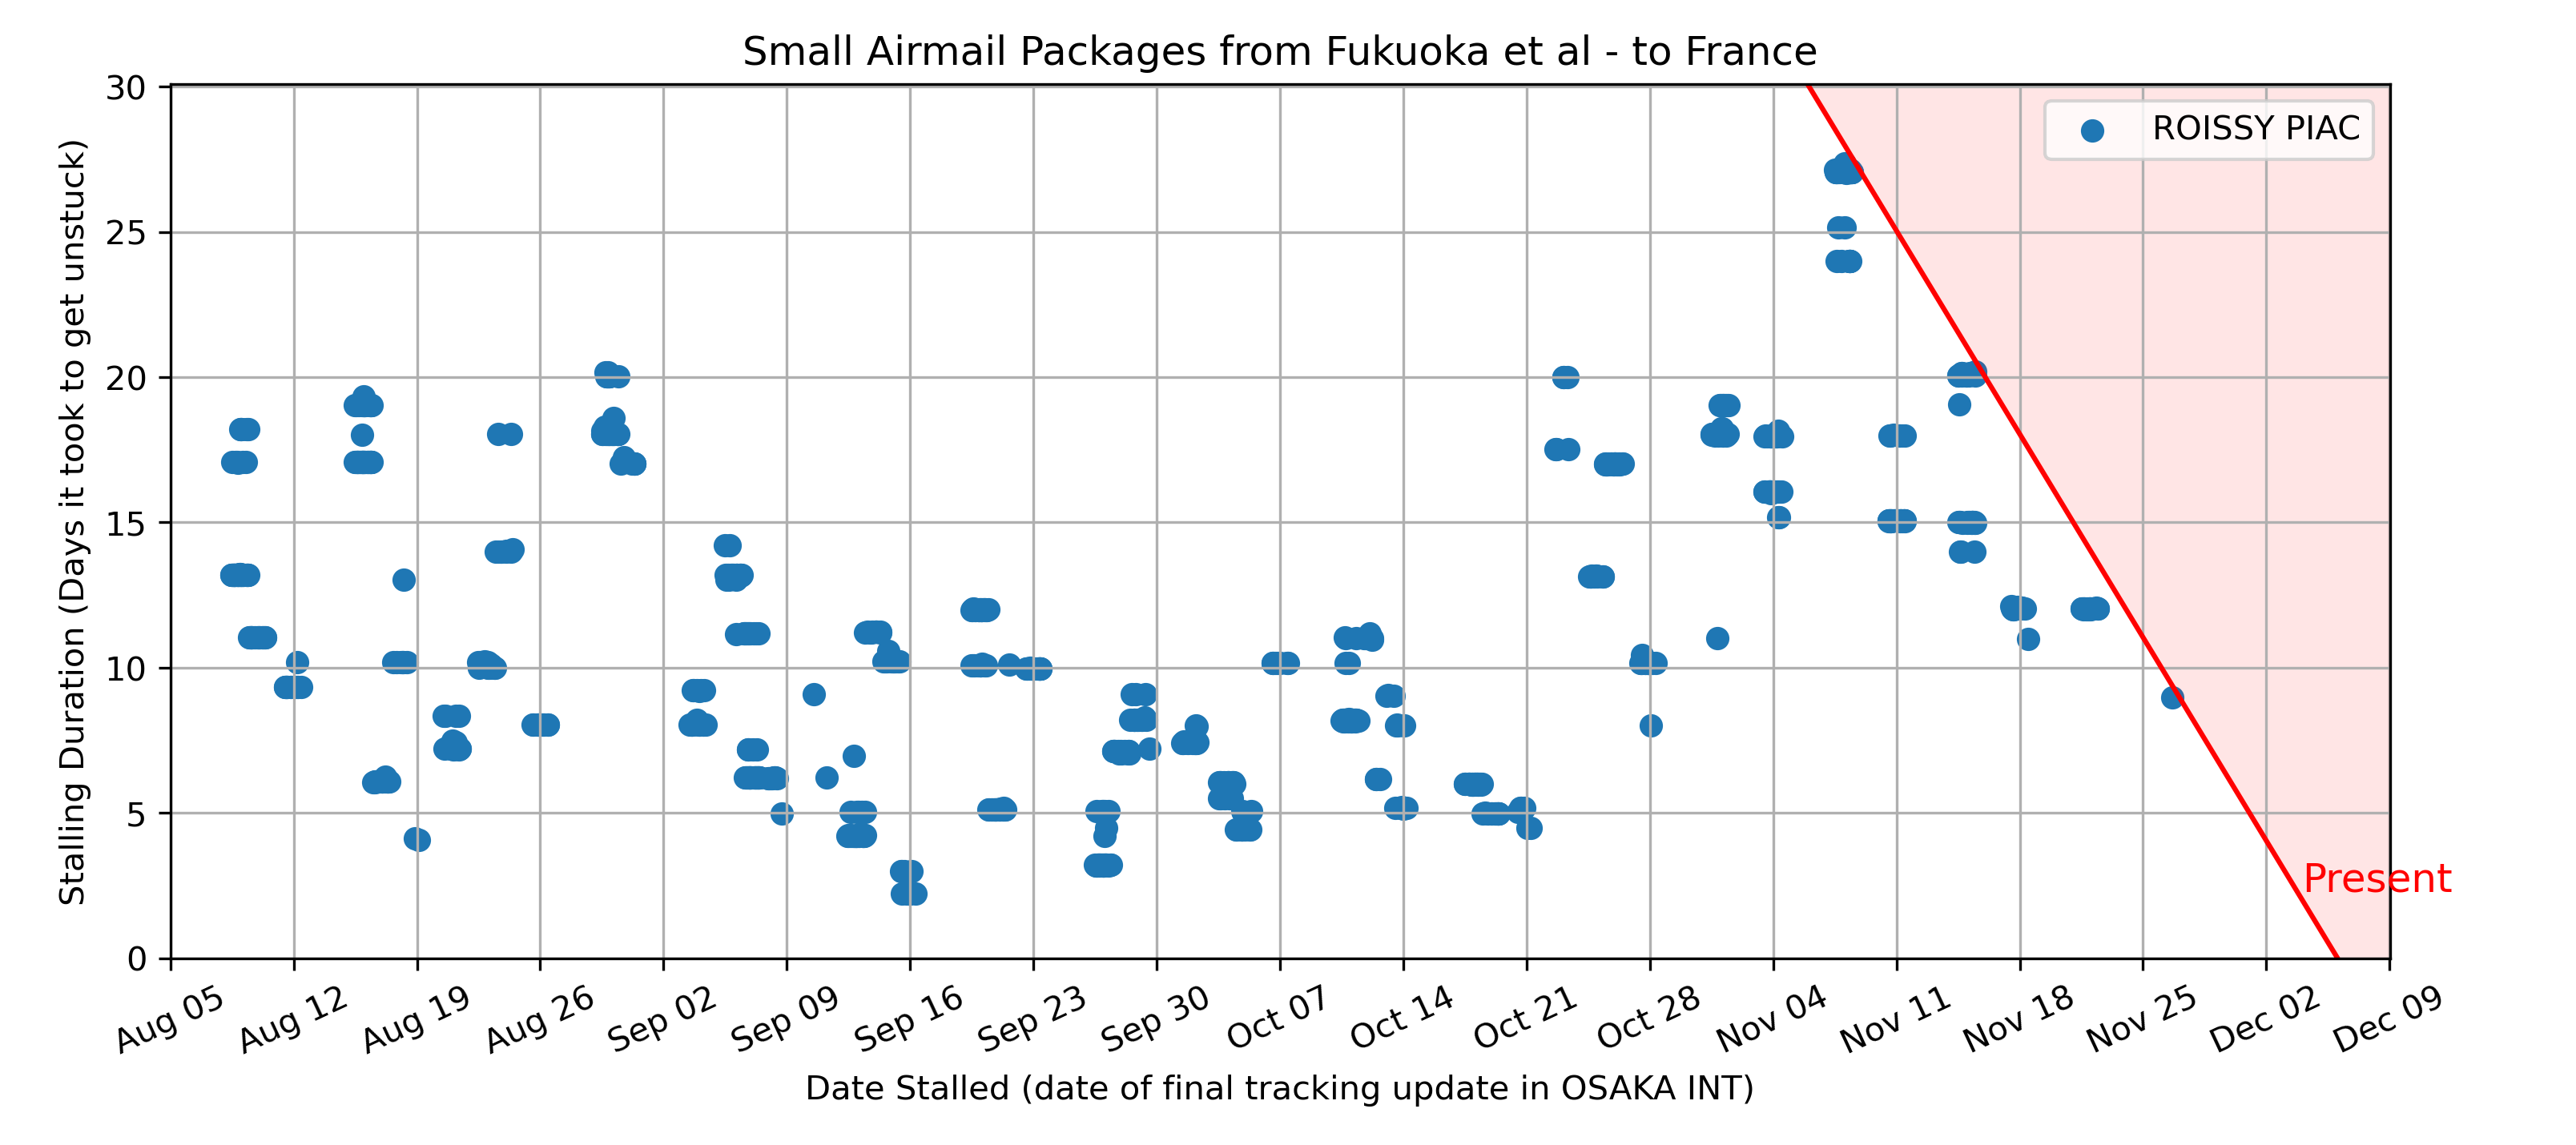 Small Airmail Packages from Fukuoka et al - to France
30
25
20
15
10
5
0
Stalling Duration (Days it took to get unstuck)
ROISSY PIAC
Present
Aug 05
Aug 12
Aug 19
Aug 26
Sep 02
Sep 09
Sep 16
Sep 23
Sep 30
Oct 07
Oct 14
Oct 21
Oct 28
Nov 04
Nov 11
Nov 18
Nov 25
Dec 02
Dec 09
Date Stalled (date of final tracking update in OSAKA INT)